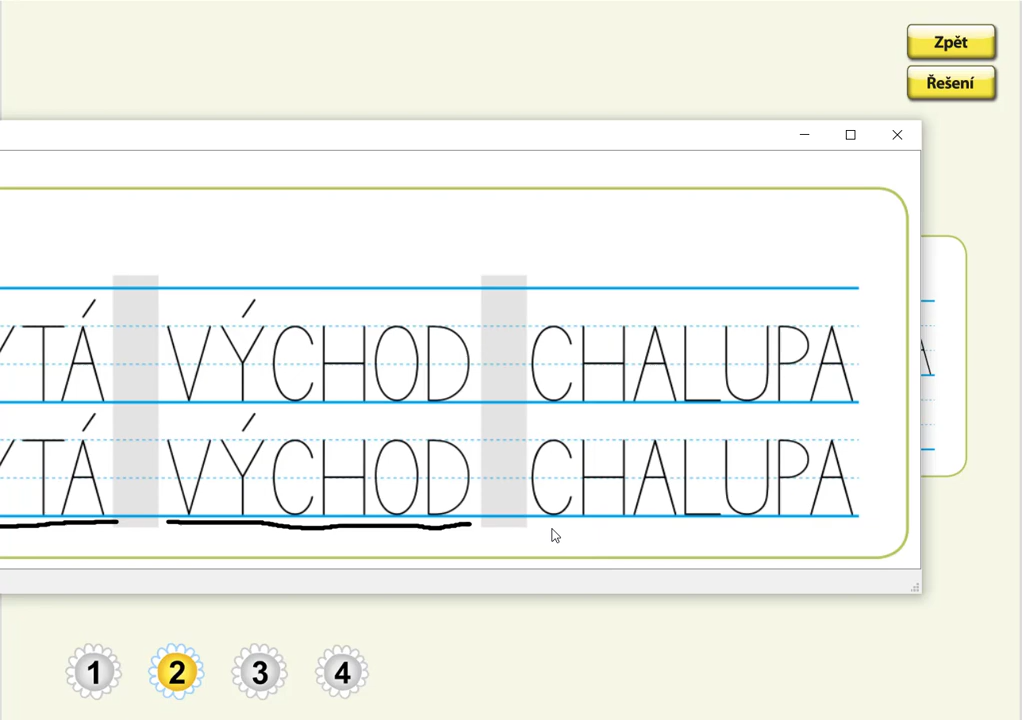 Zpět
Řešení
VÝCHOD CHALUPA
VÝCHOD CHALUPA
1 2 3 4